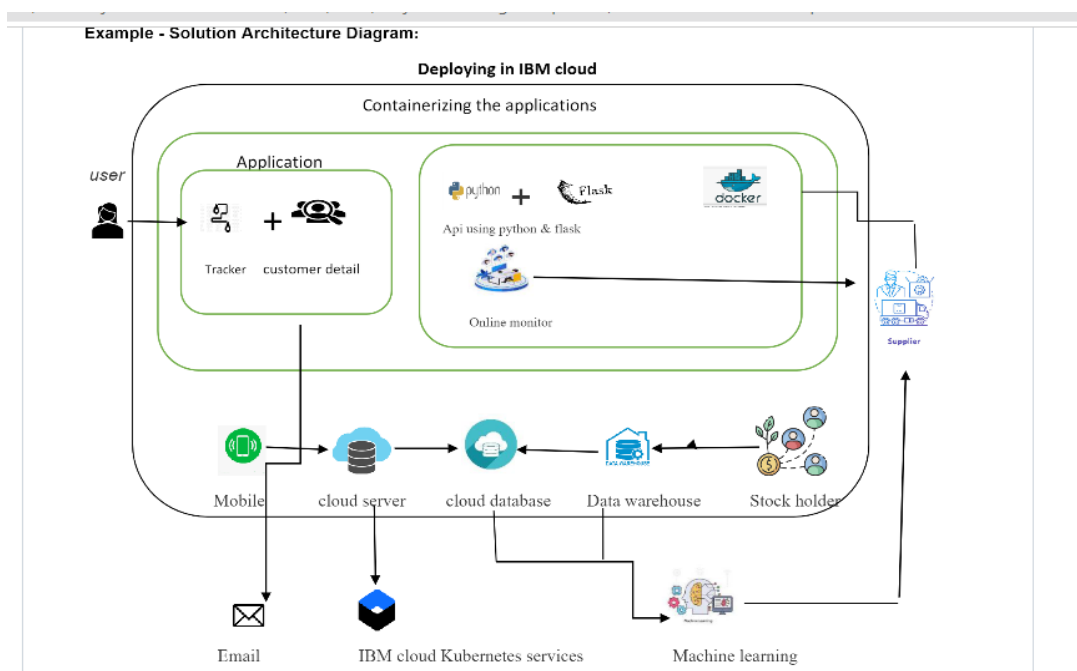 Example - Solution Architecture Diagram:
Deploying in IBM cloud
Containerizing the applications
Application
user
python
+
Flask
docker
Api using python & flask
+
Tracker
customer detail
Online monitor
Supplier
DATA WAREHOUSE
Mobile
cloud server
cloud database
Data warehouse
Stock holder
Email
IBM cloud Kubernetes services
Machine learning